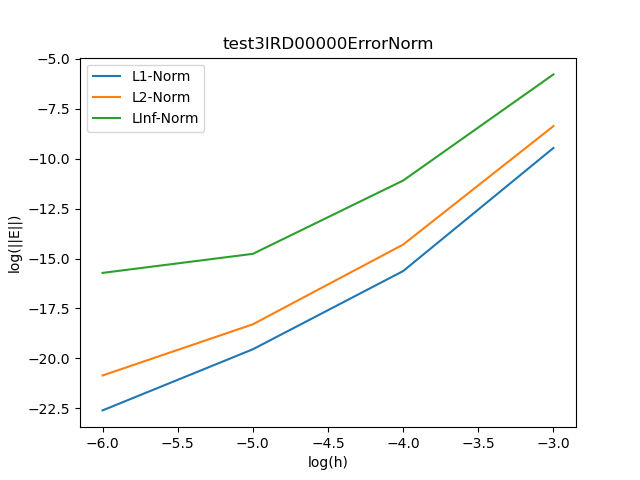 test3IRD00000ErrorNorm
L1-Norm
L2-Norm
LInf-Norm
log(||E||)
−5.0
−7.5
−10.0
−12.5
−15.0
−17.5
−20.0
−22.5
−6.0 −5.5 −5.0 −4.5 −4.0 −3.5 −3.0
log(h)